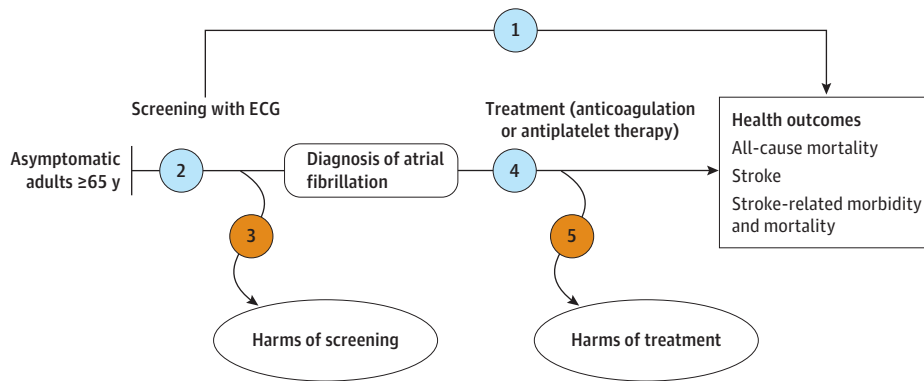 1
Screening with ECG
Treatment (anticoagulation
or antiplatelet therapy)
Asymptomatic
adults ≥65 y
2
Diagnosis of atrial
fibrillation
4
Health outcomes
All-cause mortality
Stroke
Stroke-related morbidity
and mortality
3
5
Harms of screening
Harms of treatment